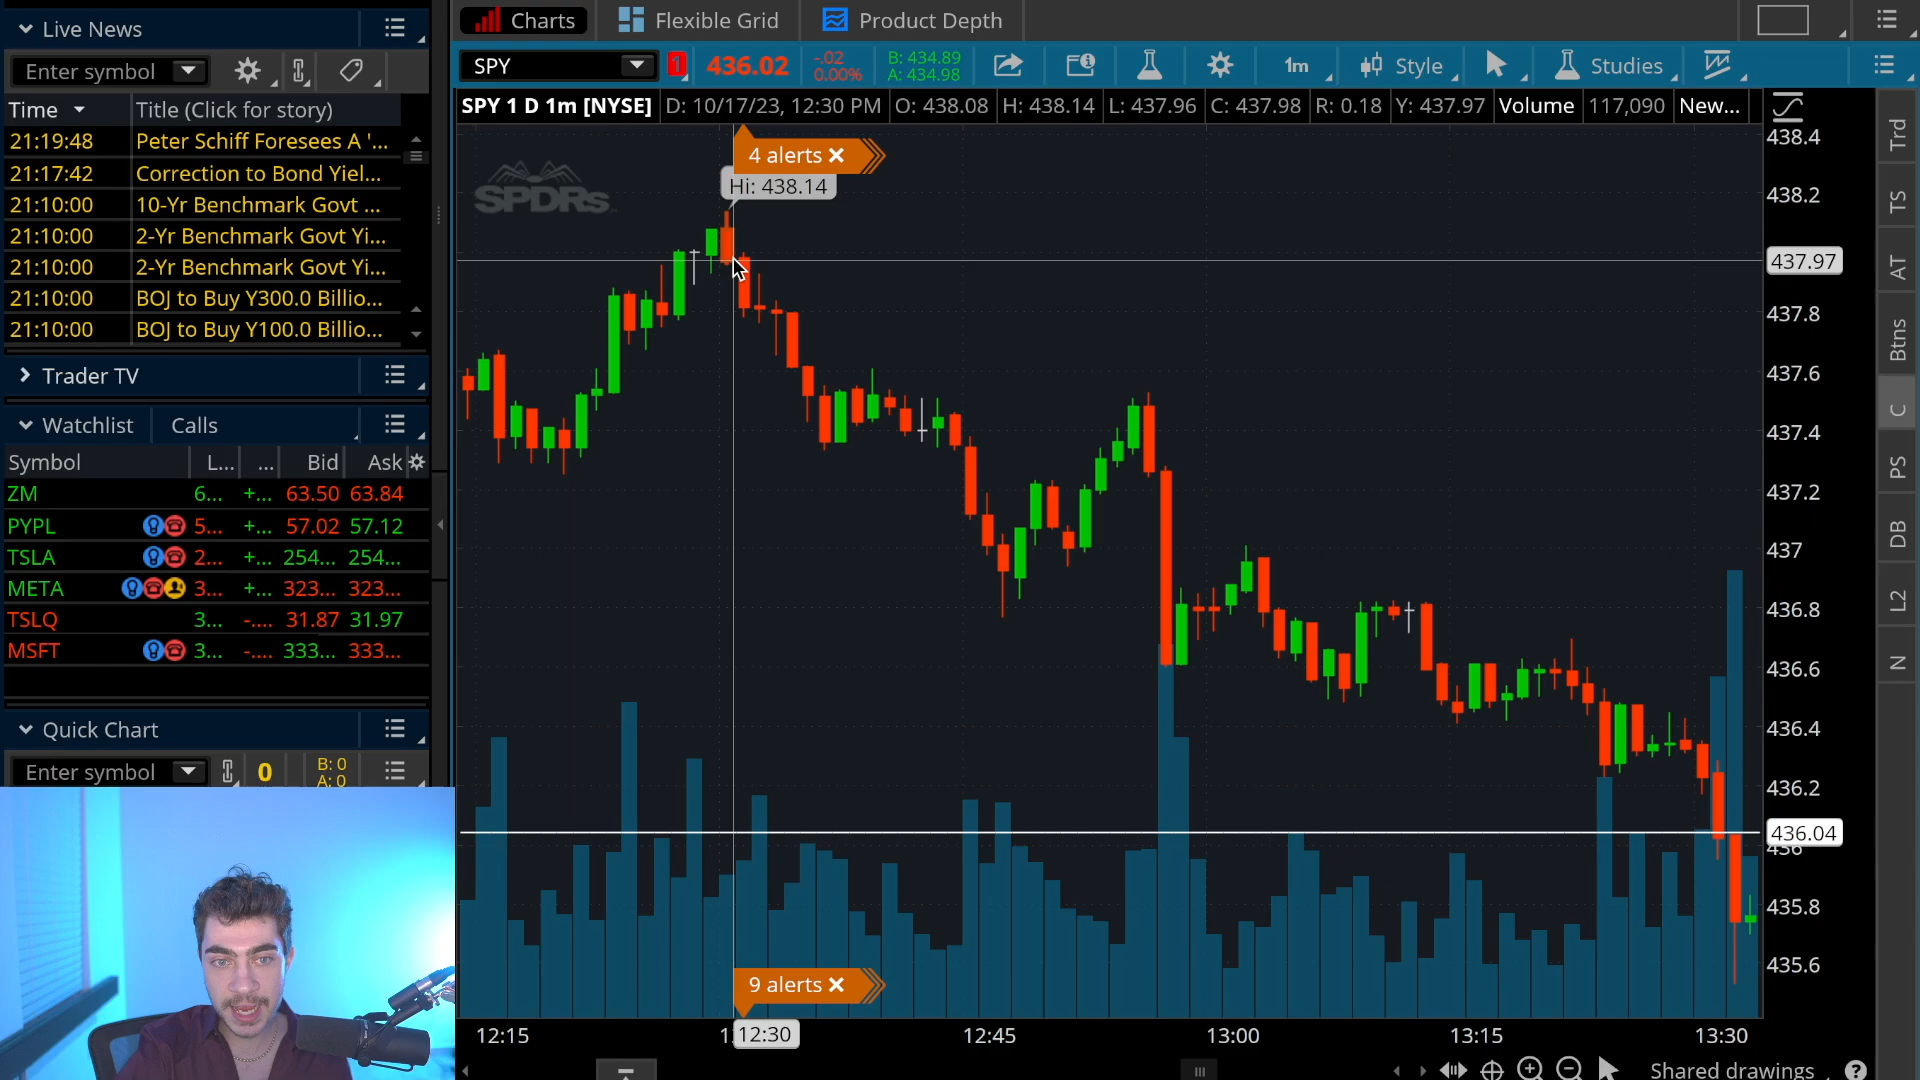 Live News
Enter symbol
Time Title (Click for story)
21:19:48 Peter Schiff Foresees A '...
21:17:42 Correction to Bond Yiel...
21:10:00 10-Yr Benchmark Govt ...
21:10:00 2-Yr Benchmark Govt Yi...
21:10:00 2-Yr Benchmark Govt Yi...
21:10:00 BOJ to Buy Y300.0 Billio...
21:10:00 BOJ to Buy Y100.0 Billio...
Trader TV
Watchlist Calls
Symbol L... ... Bid Ask
ZM 6... +... 63.50 63.84
PYPL 5... +... 57.02 57.12
TSLA 2... +... 254... 254...
META 3... +... 323... 323...
TSLQ 3... -.... 31.87 31.97
MSFT 3... -.... 333... 333...
Quick Chart
Enter symbol 0 B: 0
A: 0
Charts Flexible Grid Product Depth
SPY 1 436.02 -.02 B: 434.89 1m Style Studies
0.00% A: 434.98
SPY 1 D 1m [NYSE] D: 10/17/23, 12:30 PM O: 438.08 H: 438.14 L: 437.96 C: 437.98 R: 0.18 Y: 437.97 Volume 117,090 New...
4 alerts
Hi: 438.14
SPDRs
438.4
438.2
437.97
437.8
437.6
437.4
437.2
437
436.8
436.6
436.4
436.2
436.04
436
435.8
435.6
9 alerts
12:15 12:30 12:45 13:00 13:15 13:30
Shared drawings
Trd
TS
AT
Btns
C
PS
DB
L2
N